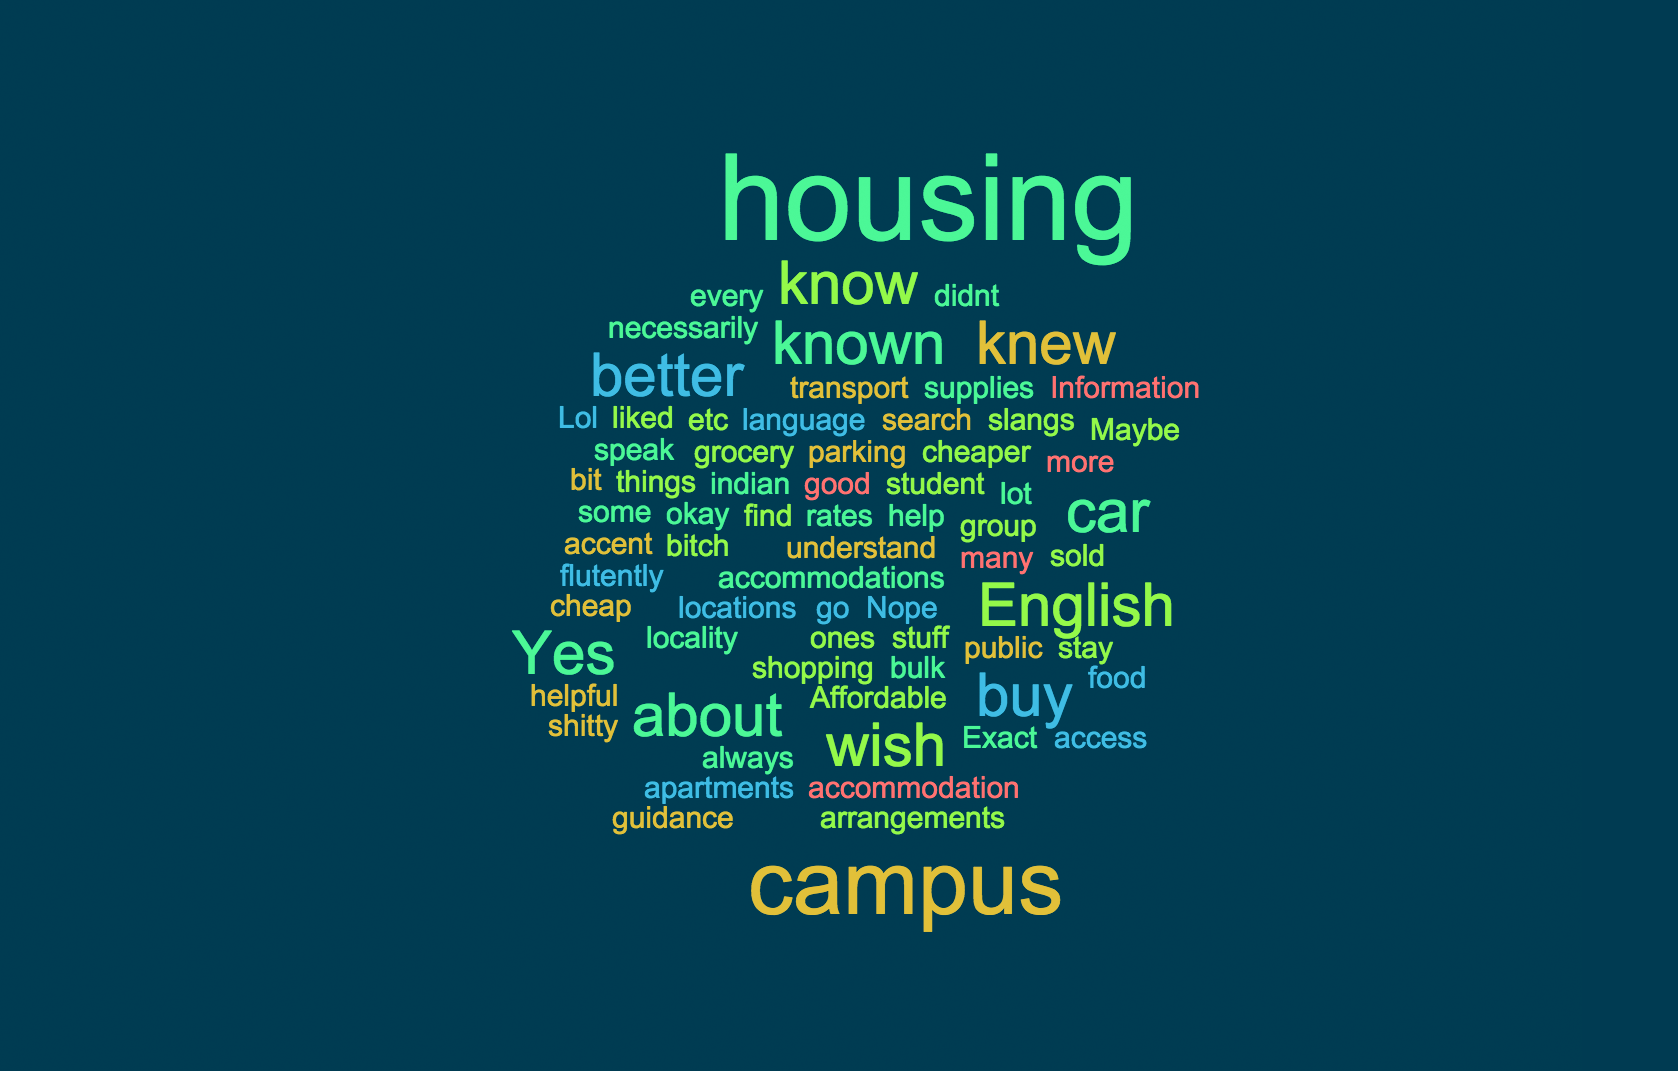 housing
every know didnt
necessarily known knew
better transport supplies Information
Lol liked etc language search slangs Maybe
speak grocery parking cheaper more
bit things indian good student lot
some okay find rates help group car
accent bitch understand many sold
flutently accommodations
cheap locations go Nope English
Yes locality ones stuff public stay
shopping bulk buy food
helpful about Affordable
shitty wish Exact access
always
apartments accommodation
guidance arrangements
campus